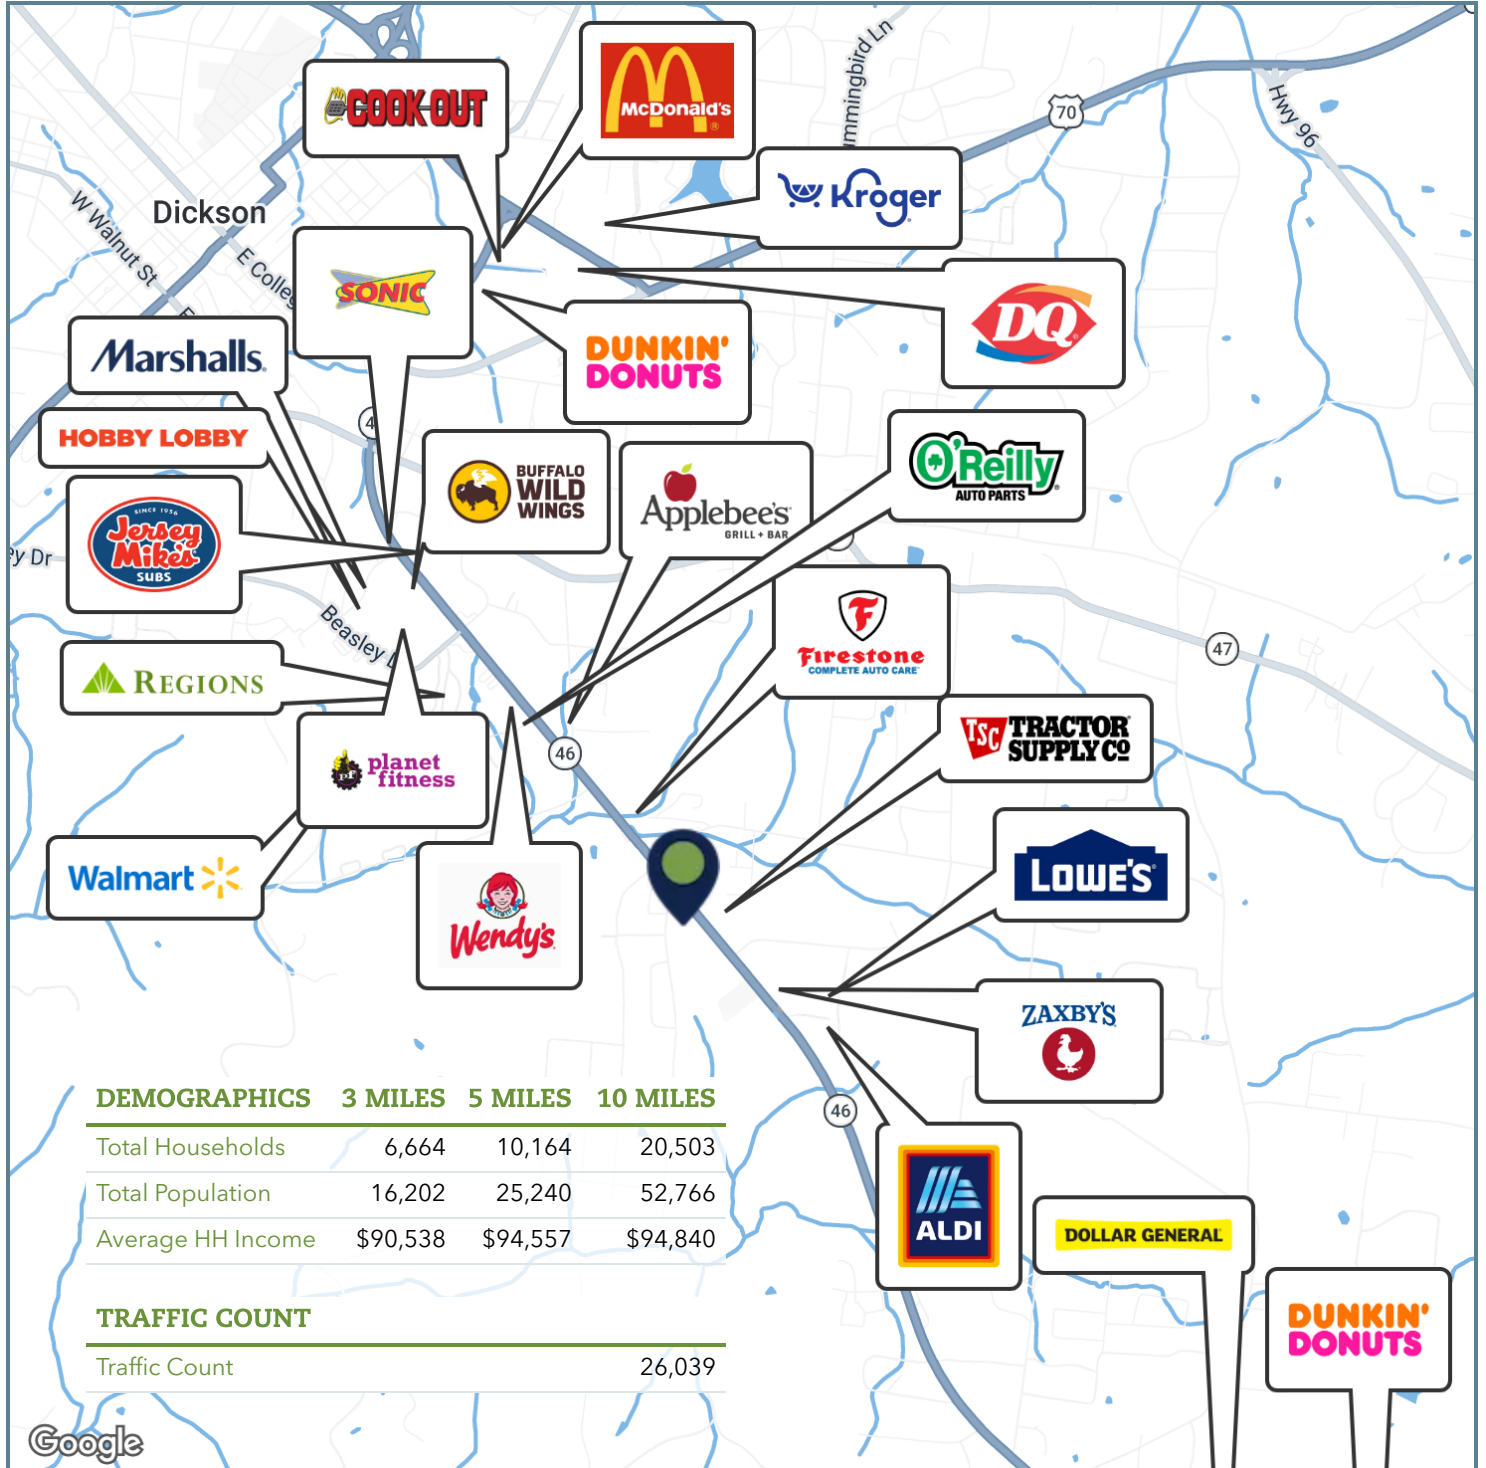 COOK OUT
McDonald's
mmingbird Ln
70
Hwy 96
Kroger
W Walnut St
Dickson
E Colleg
SONIC
DQ
Marshalls
DUNKIN'
DONUTS
4
HOBBY LOBBY
BUFFALO
WILD
WINGS
Applebee's
GRILL + BAR
O'Reilly
AUTO PARTS
SINCE 1956
Jersey
Mike's
SUBS
ey Dr
Beasley D
Firestone
COMPLETE AUTO CARE
47
REGIONS
planet
fitness
46
TSC TRACTOR
SUPPLY CO
Walmart
Wendy's
LOWE'S
ZAXBY'S
46
ALDI
DOLLAR GENERAL
DUNKIN'
DONUTS
DEMOGRAPHICS 3 MILES 5 MILES 10 MILES
Total Households 6,664 10,164 20,503
Total Population 16,202 25,240 52,766
Average HH Income $90,538 $94,557 $94,840
TRAFFIC COUNT
Traffic Count 26,039
Google